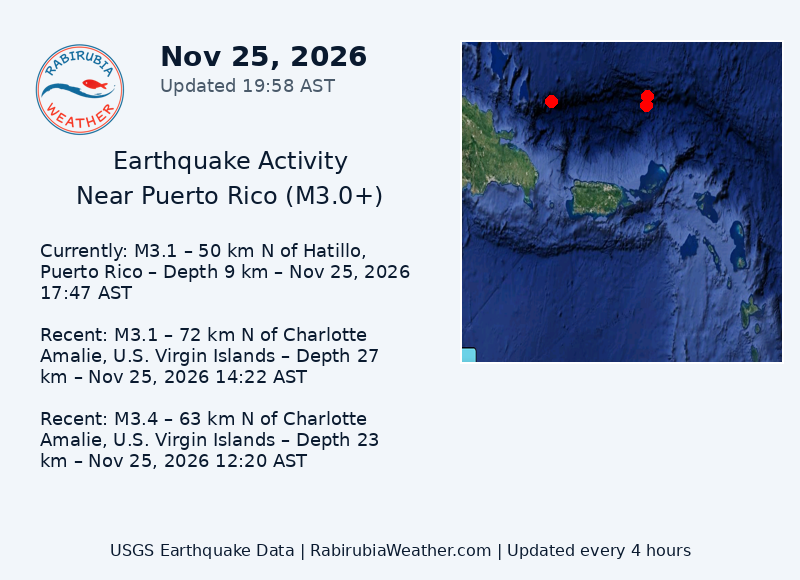 RABIRUBIA
WEATHER
Nov 25, 2026
Updated 19:58 AST
Earthquake Activity
Near Puerto Rico (M3.0+)
Currently: M3.1 – 50 km N of Hatillo,
Puerto Rico – Depth 9 km – Nov 25, 2026
17:47 AST
Recent: M3.1 – 72 km N of Charlotte
Amalie, U.S. Virgin Islands – Depth 27
km – Nov 25, 2026 14:22 AST
Recent: M3.4 – 63 km N of Charlotte
Amalie, U.S. Virgin Islands – Depth 23
km – Nov 25, 2026 12:20 AST
USGS Earthquake Data | RabirubiaWeather.com | Updated every 4 hours